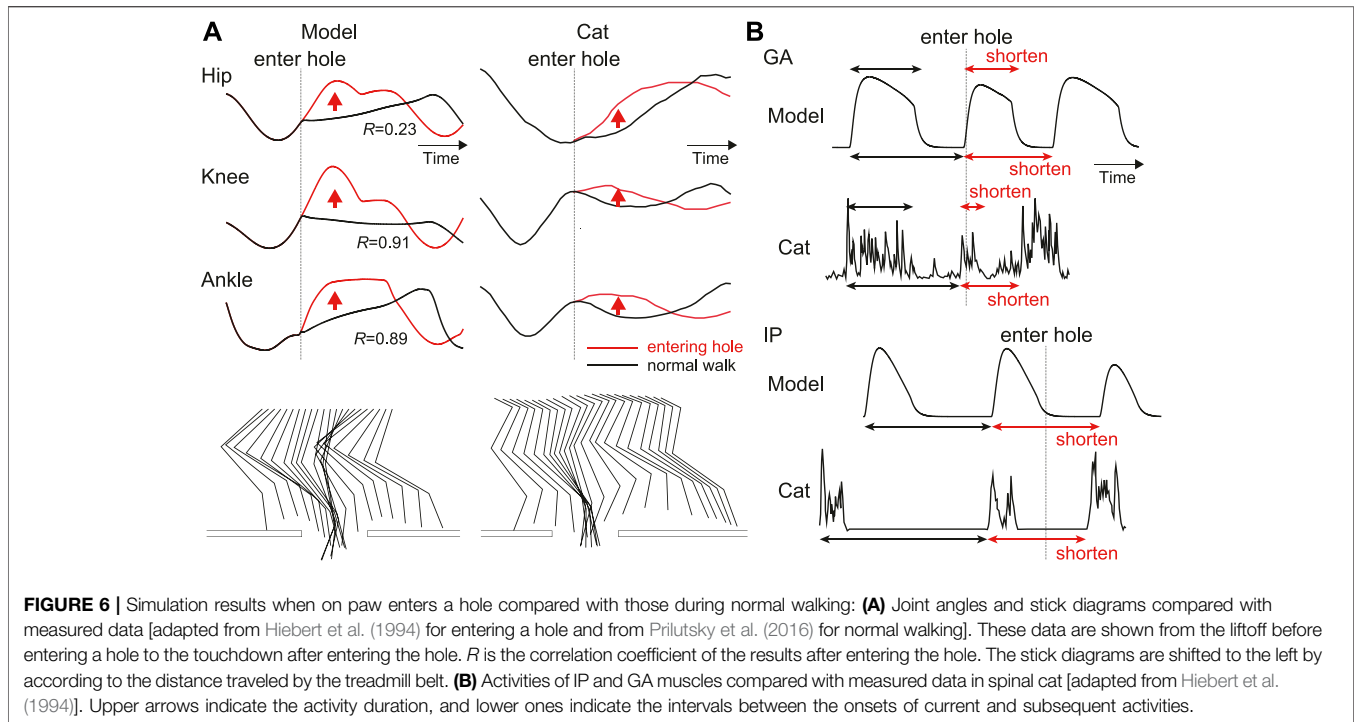 A
Model
Cat
enter hole
enter hole
Hip
R=0.23
Time
Time
Knee
R=0.91
Ankle
R=0.89
entering hole
normal walk
B
enter hole
GA
shorten
Model
shorten
Time
shorten
Cat
shorten
IP
enter hole
Model
shorten
Cat
shorten
FIGURE 6 | Simulation results when on paw enters a hole compared with those during normal walking: (A) Joint angles and stick diagrams compared with
measured data [adapted from Hiebert et al. (1994) for entering a hole and from Prilutsky et al. (2016) for normal walking]. These data are shown from the liftoff before
entering a hole to the touchdown after entering the hole. R is the correlation coefficient of the results after entering the hole. The stick diagrams are shifted to the left by
according to the distance traveled by the treadmill belt. (B) Activities of IP and GA muscles compared with measured data in spinal cat [adapted from Hiebert et al.
(1994)]. Upper arrows indicate the activity duration, and lower ones indicate the intervals between the onsets of current and subsequent activities.